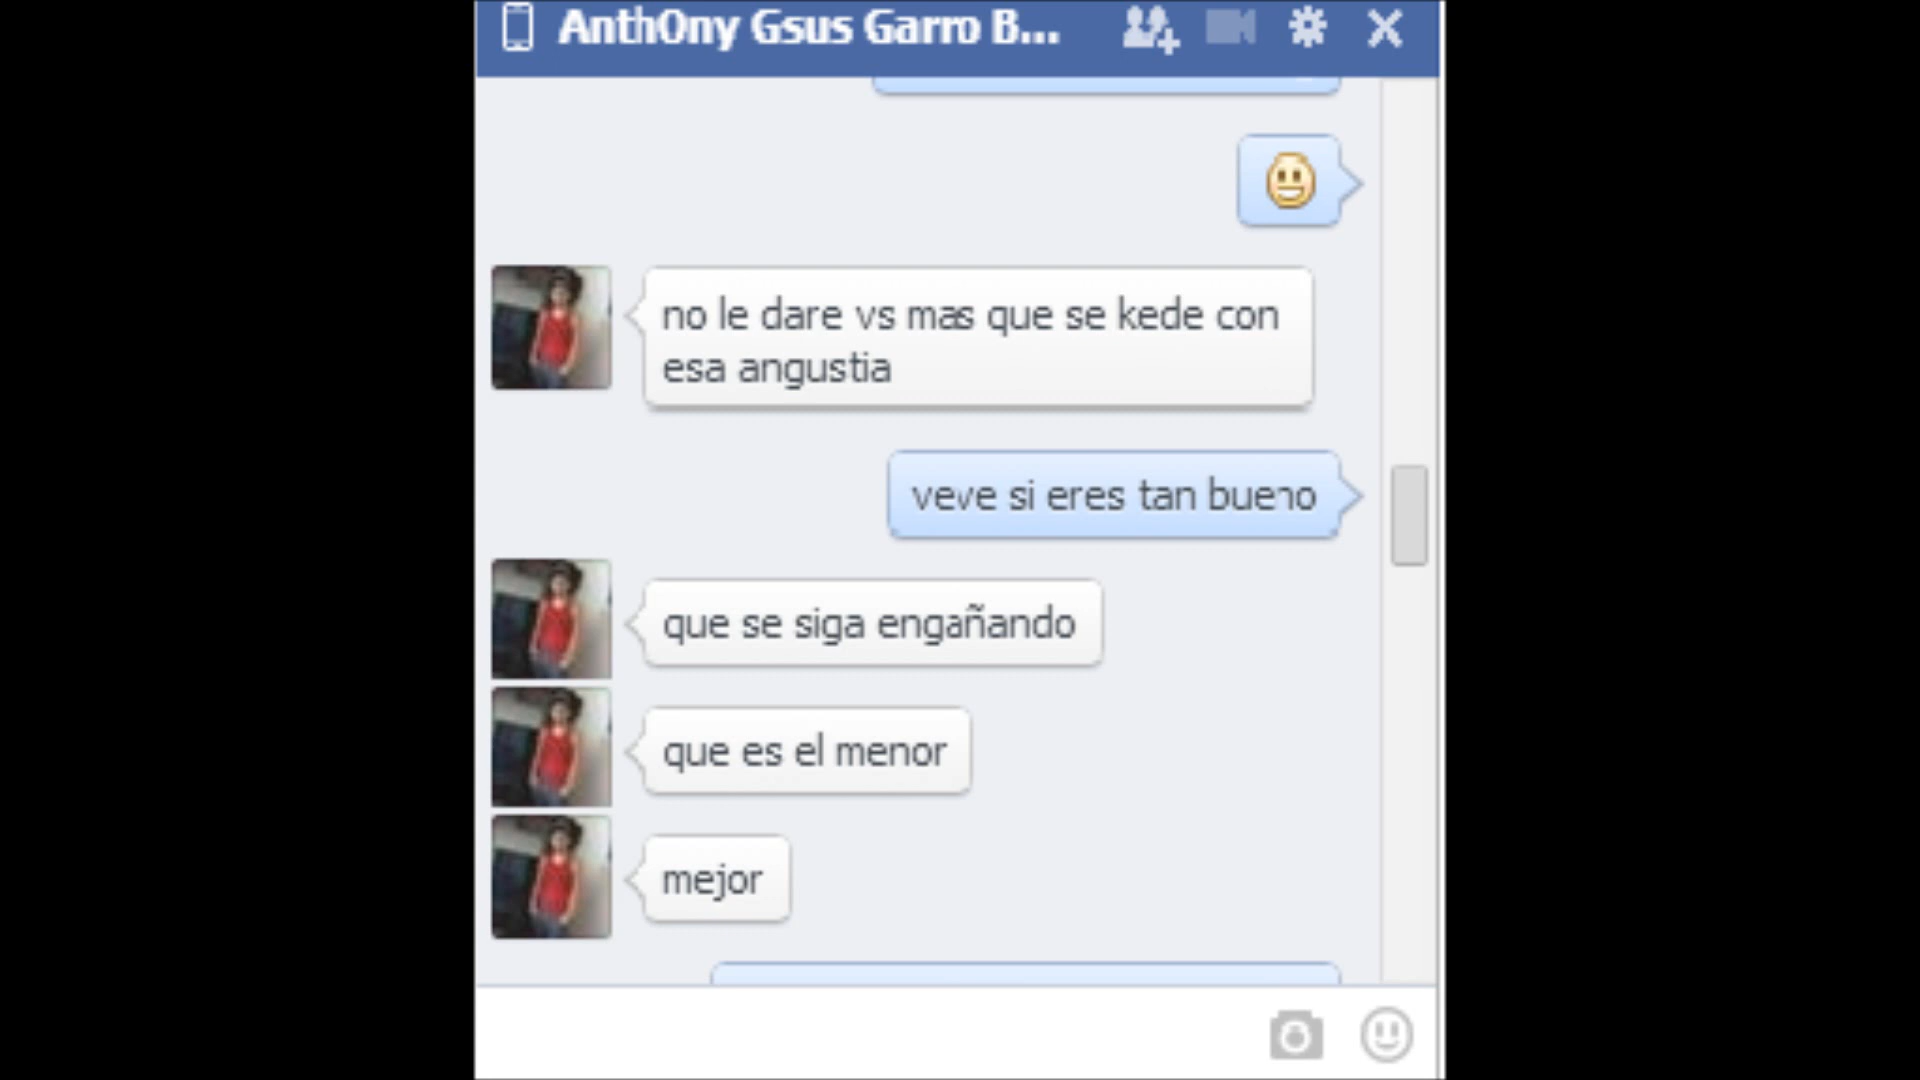 AnthOny Gsus Garro B...
no le dare vs mas que se kede con
esa angustia
veve si eres tan bueno
que se siga engañando
que es el menor
mejor